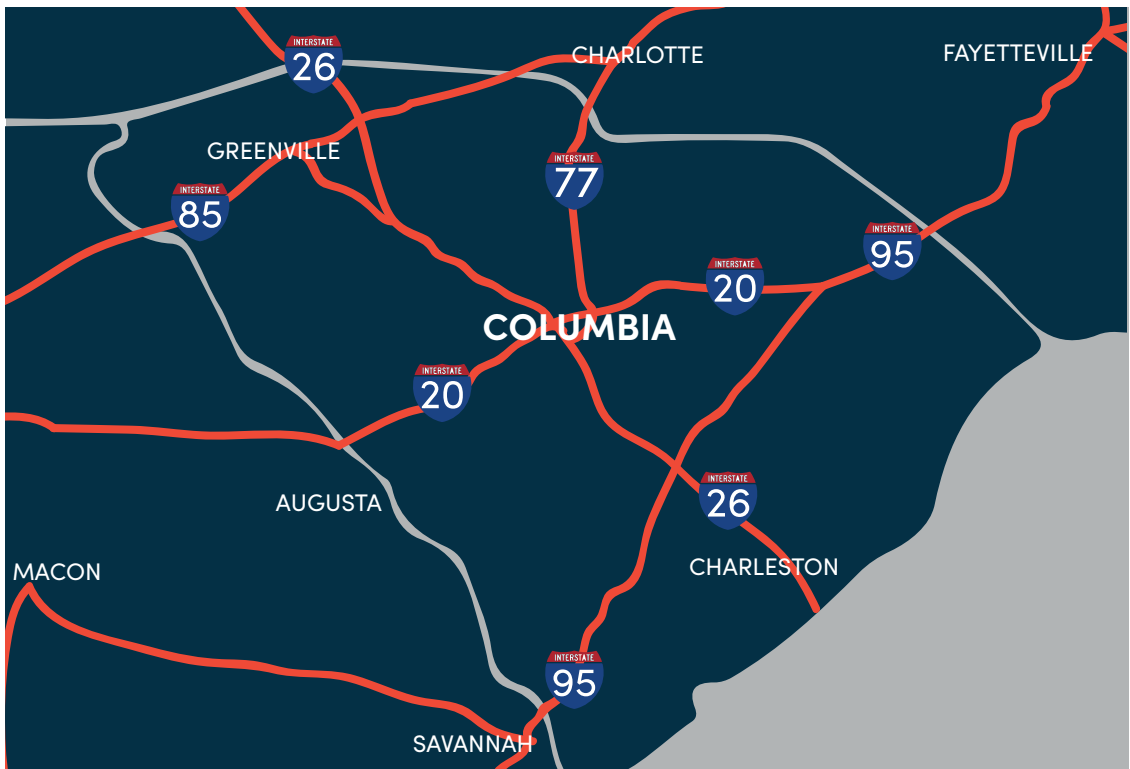 INTERSTATE
26
CHARLOTTE
FAYETTEVILLE
GREENVILLE
INTERSTATE
77
INTERSTATE
85
INTERSTATE
95
INTERSTATE
20
COLUMBIA
INTERSTATE
20
AUGUSTA
INTERSTATE
26
CHARLESTON
MACON
INTERSTATE
95
SAVANNAH